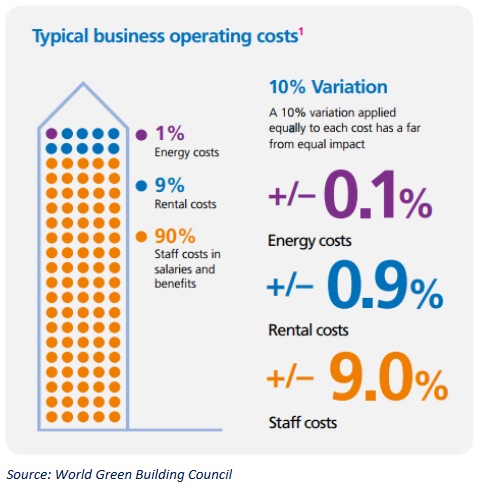 Typical business operating costs1
1%
Energy costs
9%
Rental costs
90%
Staff costs in
salaries and
benefits
10% Variation
A 10% variation applied
equally to each cost has a far
from equal impact
+/– 0.1%
Energy costs
+/– 0.9%
Rental costs
+/– 9.0%
Staff costs
Source: World Green Building Council